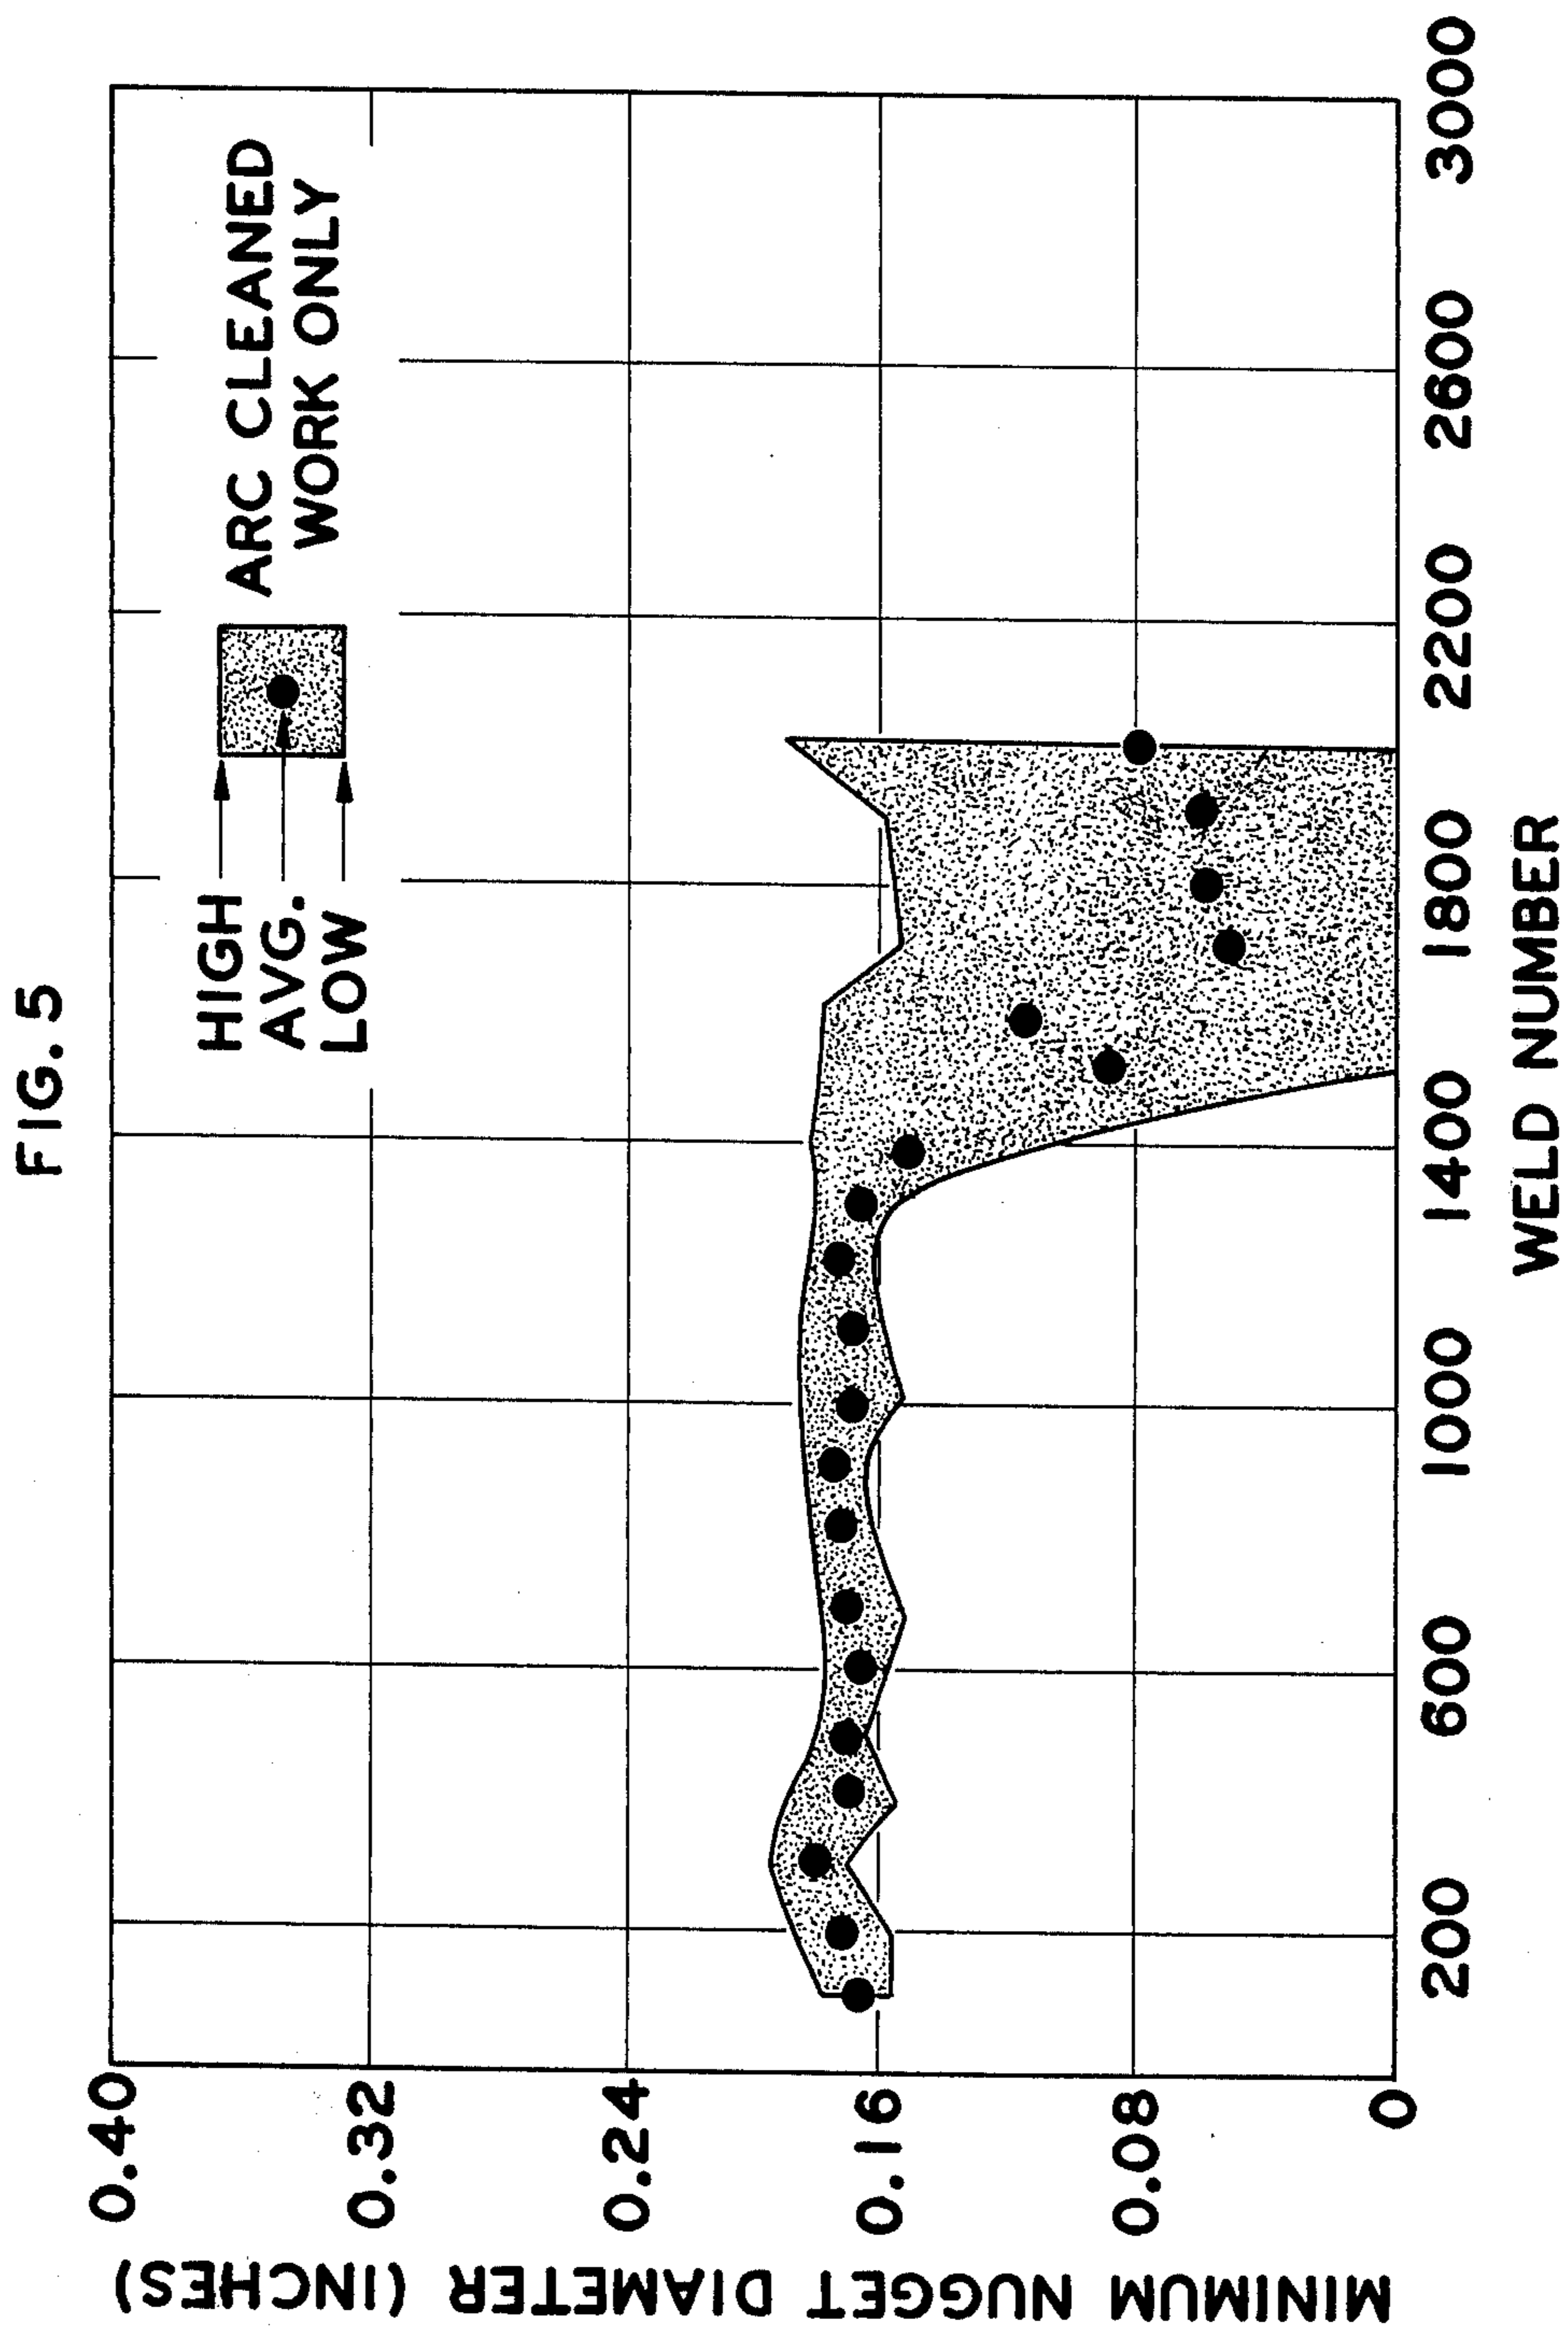 FIG. 5
HIGH
AVG.
LOW
ARC CLEANED
WORK ONLY
MINIMUM NUGGET DIAMETER (INCHES)
0.40
0.32
0.24
0.16
0.08
0
200
600
1000
1400
1800
2200
2600
3000
WELD NUMBER